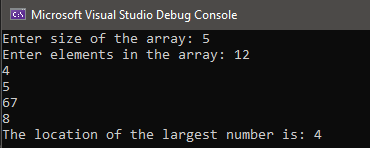 Microsoft Visual Studio Debug Console
Enter size of the array: 5
Enter elements in the array: 12
4
5
67
8
The location of the largest number is: 4